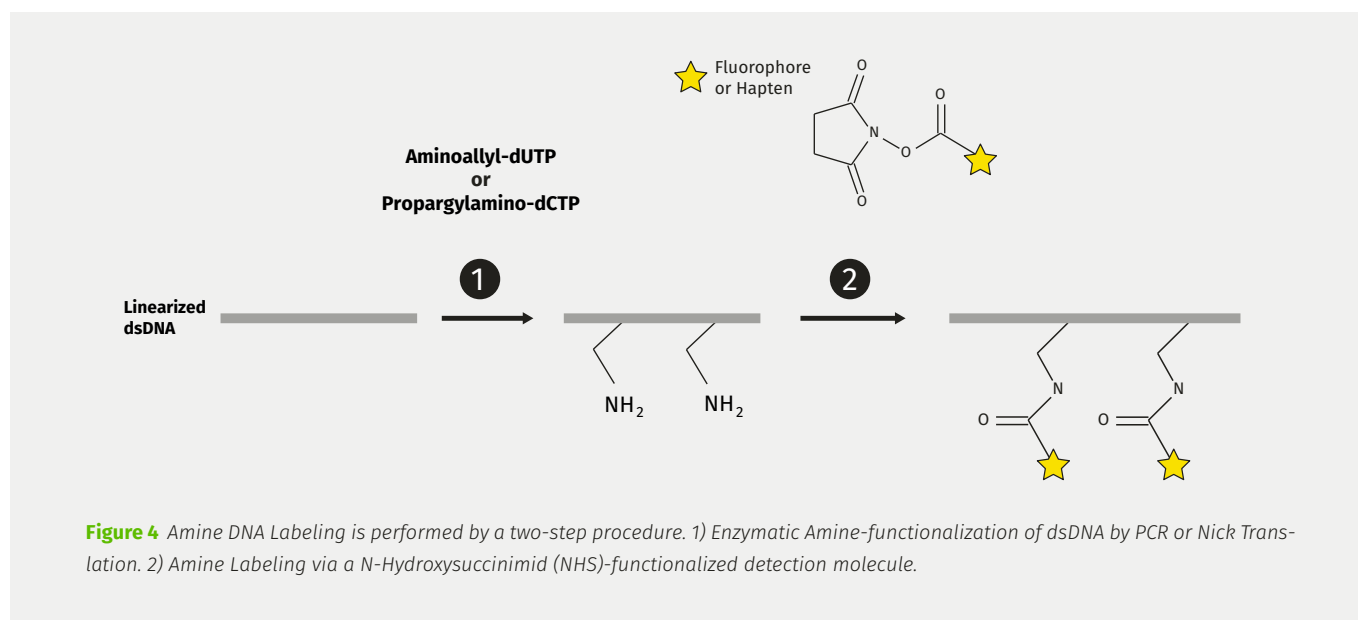 Fluorophore
or Hapten
O
O
N
O
O
Aminoallyl-dUTP
or
Propargylamino-dCTP
1
2
Linearized
dsDNA
NH2
NH2
N
O
N
O
Figure 4 Amine DNA Labeling is performed by a two-step procedure. 1) Enzymatic Amine-functionalization of dsDNA by PCR or Nick Trans-
lation. 2) Amine Labeling via a N-Hydroxysuccinimid (NHS)-functionalized detection molecule.